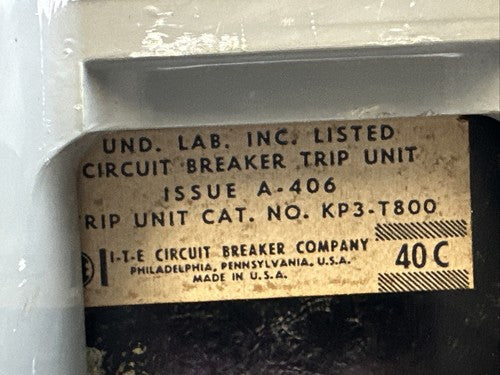 UND. LAB. INC. LISTED
CIRCUIT BREAKER TRIP UNIT
ISSUE A-406
RIP UNIT CAT. NO. KP3-T800
I-T-E CIRCUIT BREAKER COMPANY
PHILADELPHIA, PENNSYLVANIA, U.S.A.
MADE IN U.S.A.
40 C